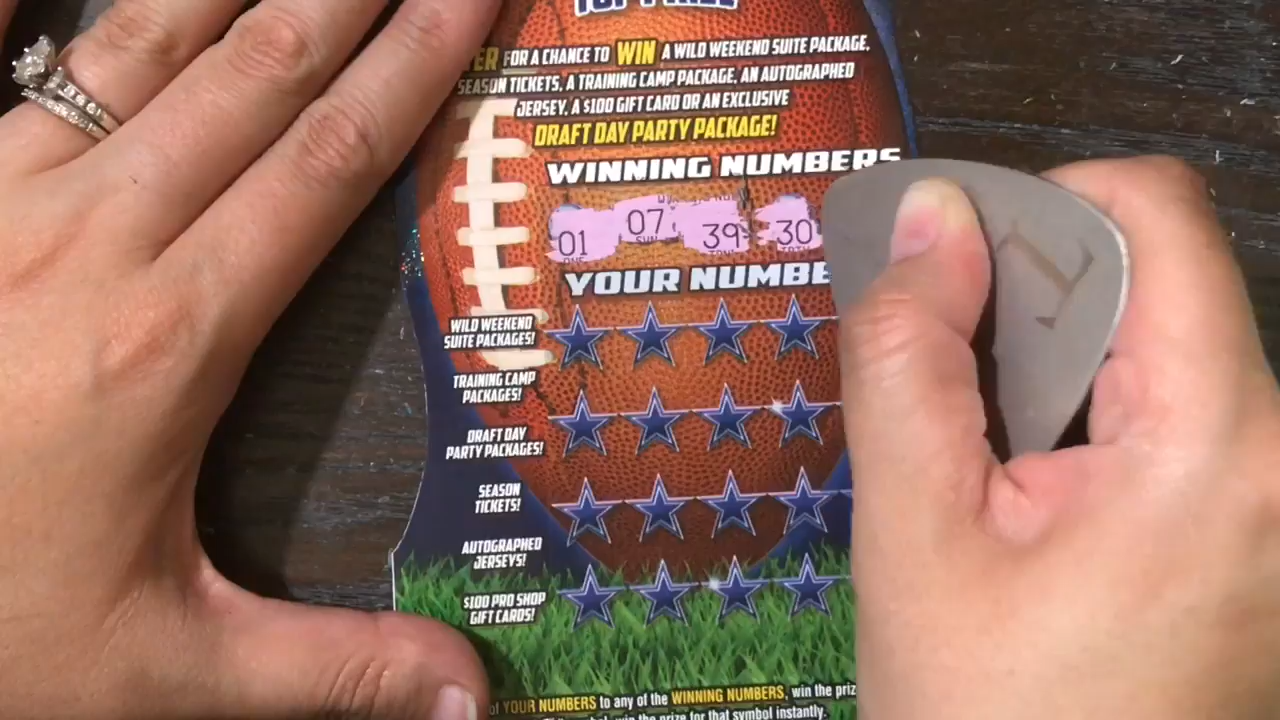 TOP PRIZE
FOR A CHANCE TO WIN A WILD WEEKEND SUITE PACKAGE,
SEASON TICKETS, A TRAINING CAMP PACKAGE, AN AUTOGRAPHED
JERSEY, A $100 GIFT CARD OR AN EXCLUSIVE
DRAFT DAY PARTY PACKAGE!
WINNING NUMBERS
01 07 39 30
YOUR NUMBE
WILD WEEKEND
SUITE PACKAGES!
TRAINING CAMP
PACKAGES!
DRAFT DAY
PARTY PACKAGES!
SEASON
TICKETS!
AUTOGRAPHED
JERSEYS!
$100 PRO SHOP
GIFT CARDS!
of YOUR NUMBERS to any of the WINNING NUMBERS, win the priz
win the prize for that symbol instantly.